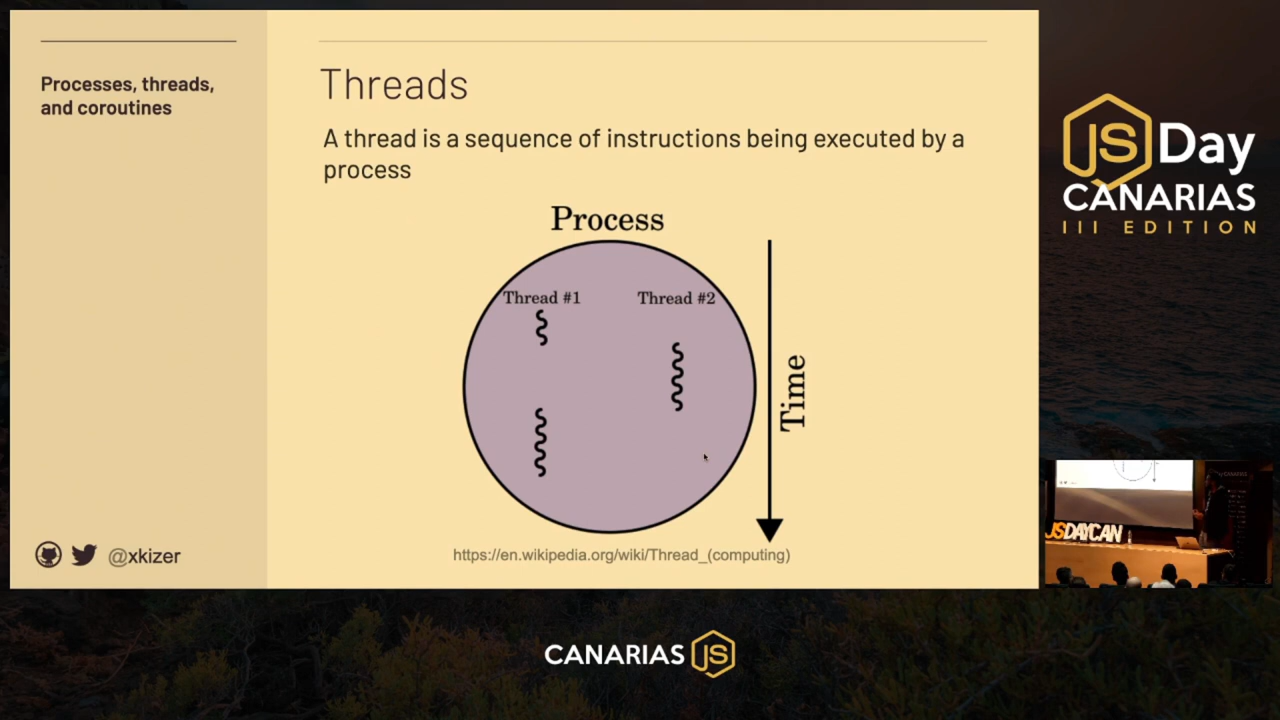 Processes, threads,
and coroutines
Threads
A thread is a sequence of instructions being executed by a
process
Process
Thread #1
Thread #2
Time
https://en.wikipedia.org/wiki/Thread_(computing)
@xkizer
JS Day
CANARIAS
III EDITION
JSDAYCAN
CANARIAS JS